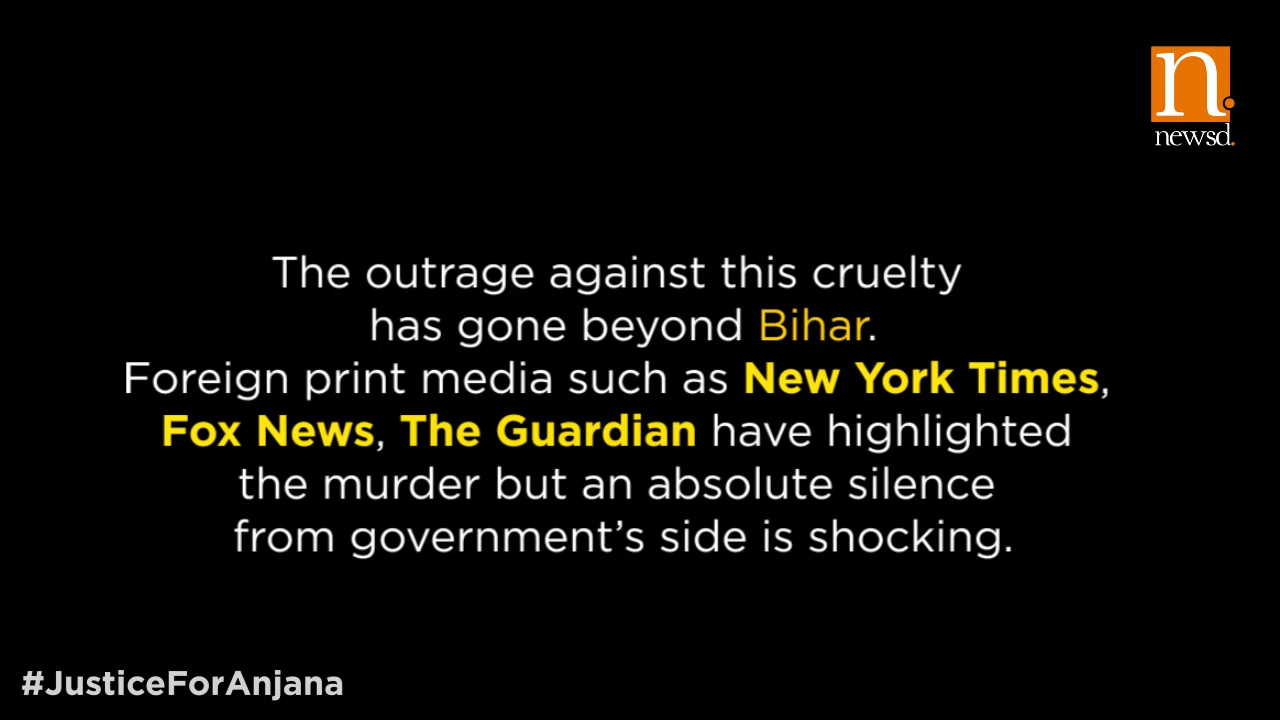 n.
newsd.
The outrage against this cruelty
has gone beyond Bihar.
Foreign print media such as New York Times,
Fox News, The Guardian have highlighted
the murder but an absolute silence
from government’s side is shocking.
#JusticeForAnjana